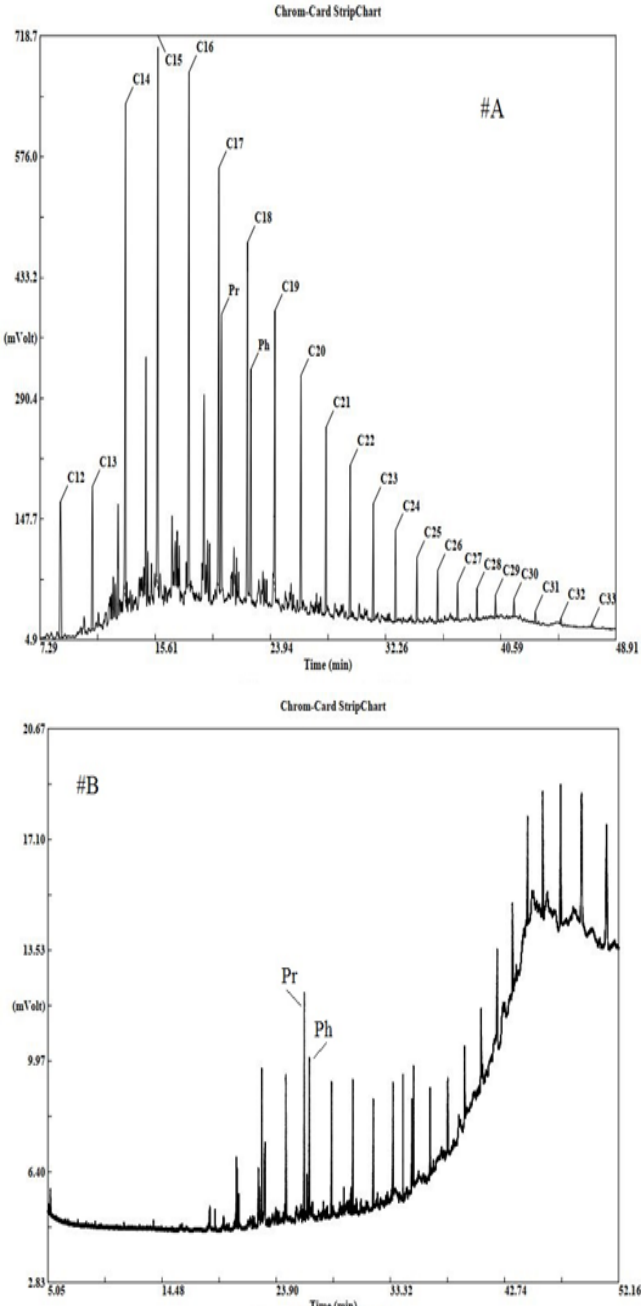 Chrom-Card StripChart
718.7
C15
C16
C14
#A
576.0
C17
C18
433.2
Pr
C19
(mVolt)
Ph
C20
290.4
C21
C22
C12
C13
C23
147.7
C24
C25
C26
C27
C28
C29
C30
C31
C32
C33
4.9
7.29 15.61 23.94 32.26 40.59 48.91
Time (min)
Chrom-Card StripChart
20.67
#B
17.10
13.53
Pr
(mVolt)
Ph
9.97
6.40
2.83
5.05 14.48 23.90 33.32 42.74 52.16
Time (min)